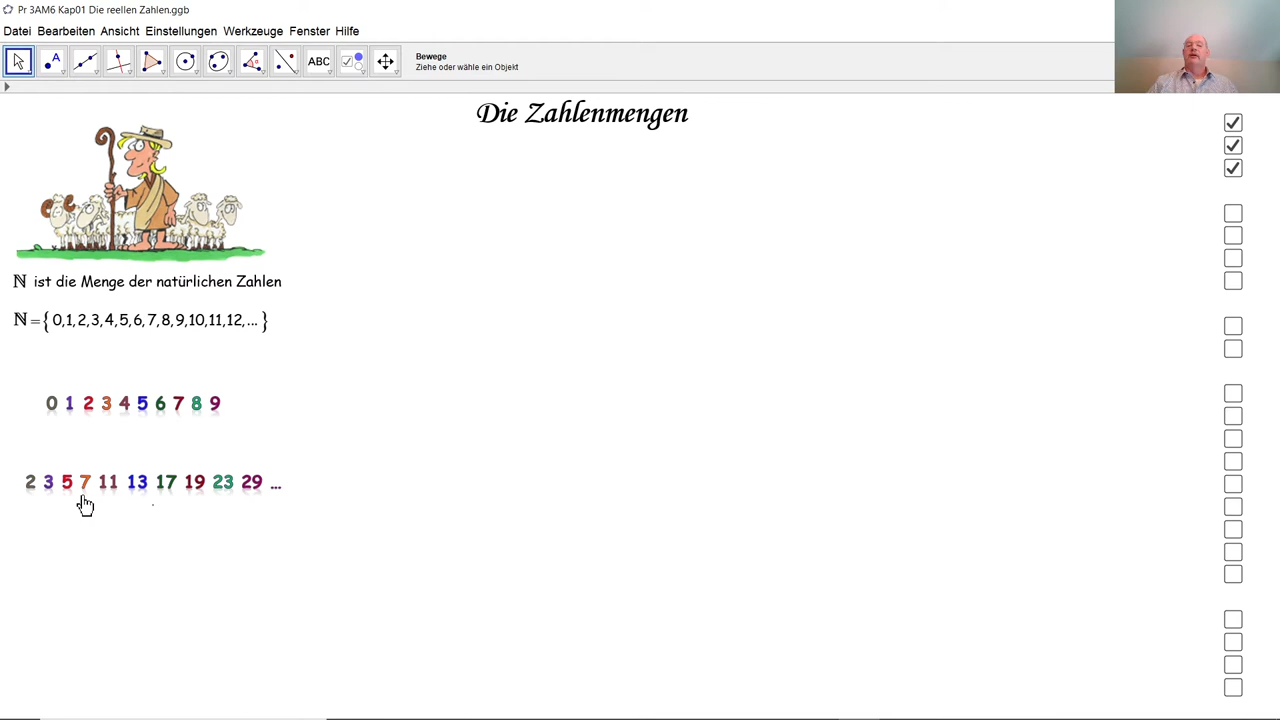 Pr 3AM6 Kap01 Die reellen Zahlen.ggb
Datei Bearbeiten Ansicht Einstellungen Werkzeuge Fenster Hilfe
A
ABC
Bewege
Ziehe oder wähle ein Objekt
Die Zahlenmengen
ℕ ist die Menge der natürlichen Zahlen
ℕ={0,1,2,3,4,5,6,7,8,9,10,11,12,...}
0 1 2 3 4 5 6 7 8 9
2 3 5 7 11 13 17 19 23 29 ...